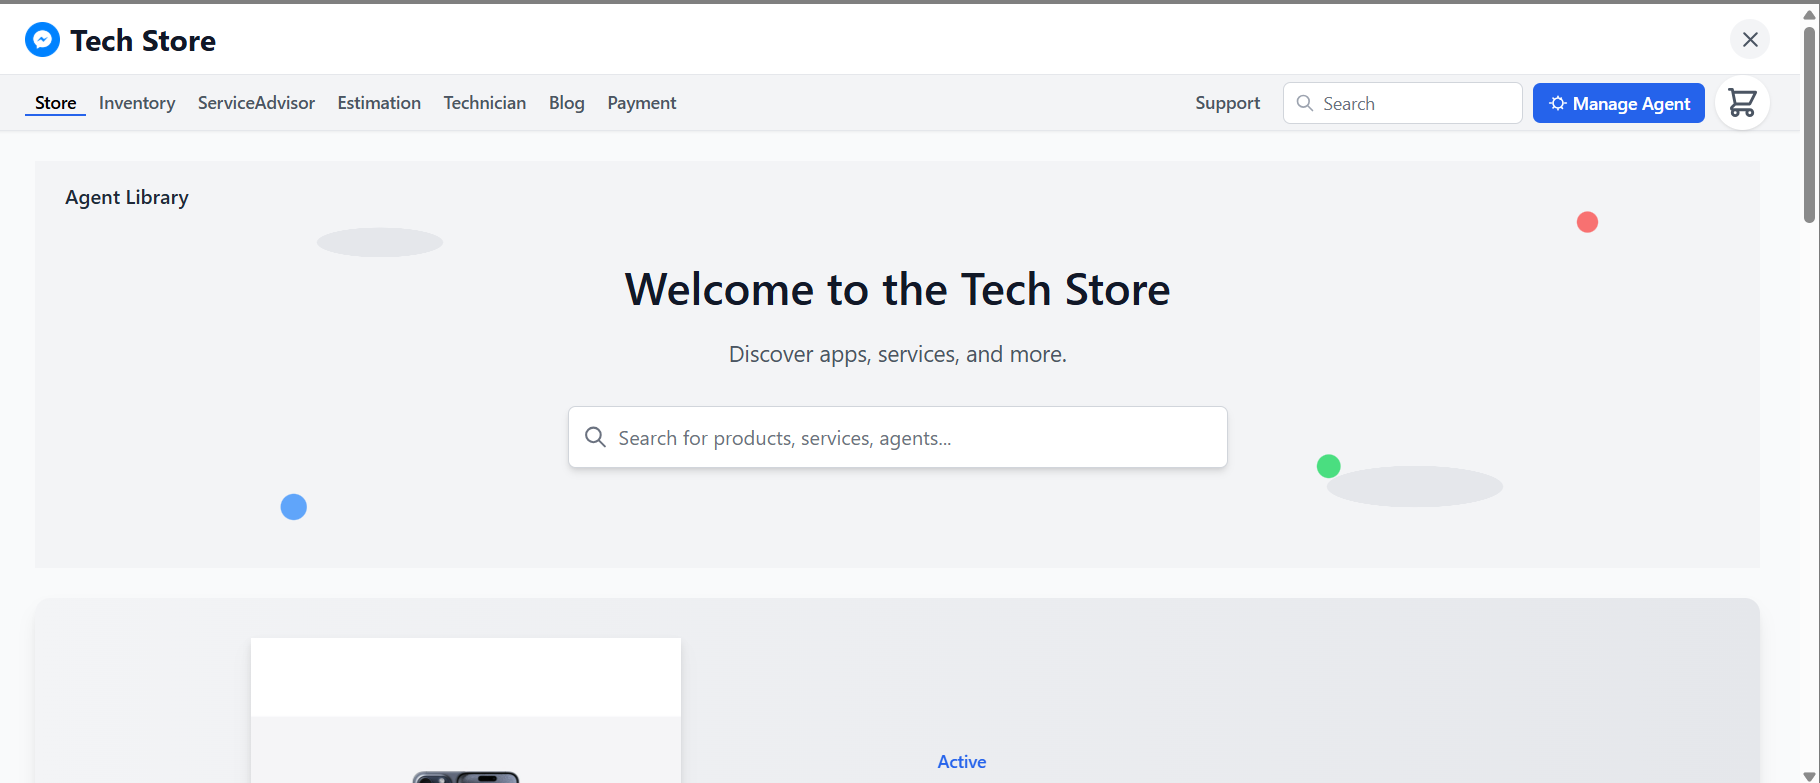 Tech Store
Store Inventory ServiceAdvisor Estimation Technician Blog Payment Support Search Manage Agent
Agent Library
Welcome to the Tech Store
Discover apps, services, and more.
Search for products, services, agents...
Active